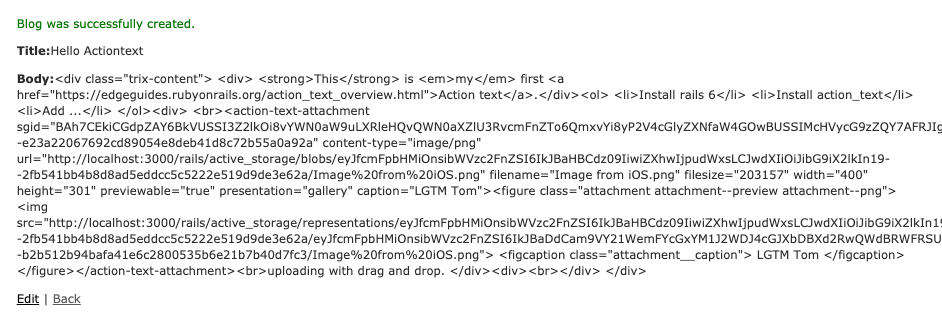 Blog was successfully created.
Title:Hello Actiontext
Body:<div class="trix-content"> <div> <strong>This</strong> is <em>my</em> first <a
href="https://edgeguides.rubyonrails.org/action_text_overview.html">Action text</a>.</div><ol> <li>Install rails 6</li> <li>Install action_text</li>
<li>Add ...</li> </ol><div> <br><action-text-attachment
sgid="BAh7CEkiCGdpZAY6BkVUSSI3Z2lkOi8vYWN0aW9uLXRleHQvQWN0aXZlU3RvcmFnZTo6QmxvYi8yP2V4cGlyZXNfaW4GOwBUSSIMcHVycG9zZQY7AFRJIg
-e23a22067692cd89054e8deb41d8c72b55a0a92a" content-type="image/png"
url="http://localhost:3000/rails/active_storage/blobs/eyJfcmFpbHMiOnsibWVzc2FnZSI6IkJBaHBCdz09IiwiZXhwIjpudWxsLCJwdXIiOiJibG9iX2lkIn19-
-2fb541bb4b8d8ad5eddcc5c5222e519d9de3e62a/Image%20from%20iOS.png" filename="Image from iOS.png" filesize="203157" width="400"
height="301" previewable="true" presentation="gallery" caption="LGTM Tom"><figure class="attachment attachment--preview attachment--png">
<img
src="http://localhost:3000/rails/active_storage/representations/eyJfcmFpbHMiOnsibWVzc2FnZSI6IkJBaHBCdz09IiwiZXhwIjpudWxsLCJwdXIiOiJibG9iX2lkIn19
-2fb541bb4b8d8ad5eddcc5c5222e519d9de3e62a/eyJfcmFpbHMiOnsibWVzc2FnZSI6IkJBaDdCam9VY21WemFYcGxYM1J2WDJ4cGJXbDBXd2RwQWdBRWFRSU
-b2b512b94bafa41e6c2800535b6e21b7b40d7fc3/Image%20from%20iOS.png"> <figcaption class="attachment__caption"> LGTM Tom </figcaption>
</figure></action-text-attachment><br>uploading with drag and drop. </div><div><br></div> </div>
Edit | Back